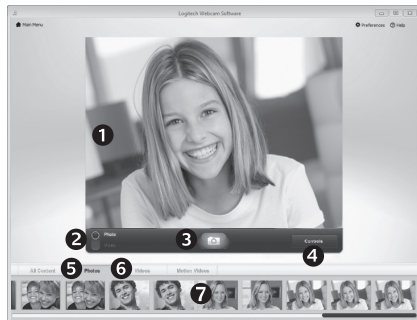 Logitech Webcam Software
Main Menu
Preferences
Help
1
2
Photo
Video
3
Controls
4
All Content
5
Photos
6
Videos
Motion Videos
7